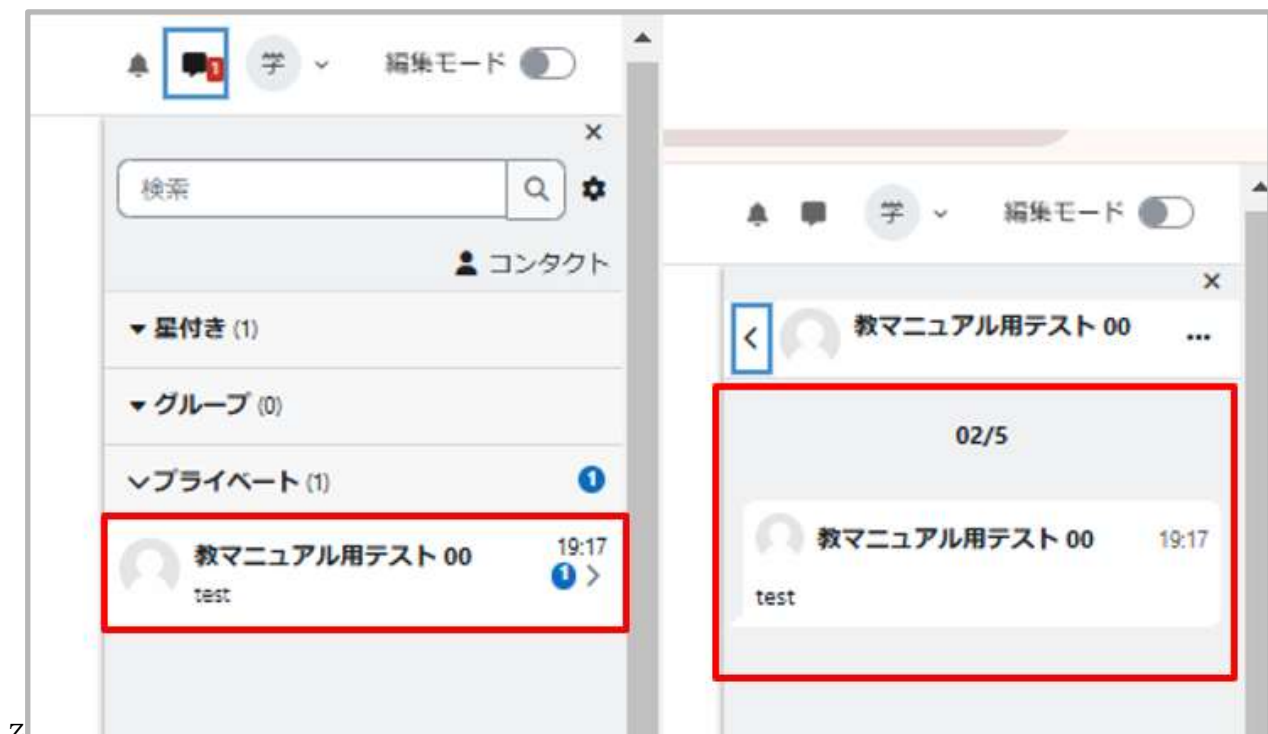 1
学
編集モード
検索
コンタクト
星付き (1)
グループ (0)
プライベート (1) 1
教マニュアル用テスト 00 19:17
test 1
学
編集モード
教マニュアル用テスト 00
02/5
教マニュアル用テスト 00 19:17
test
z